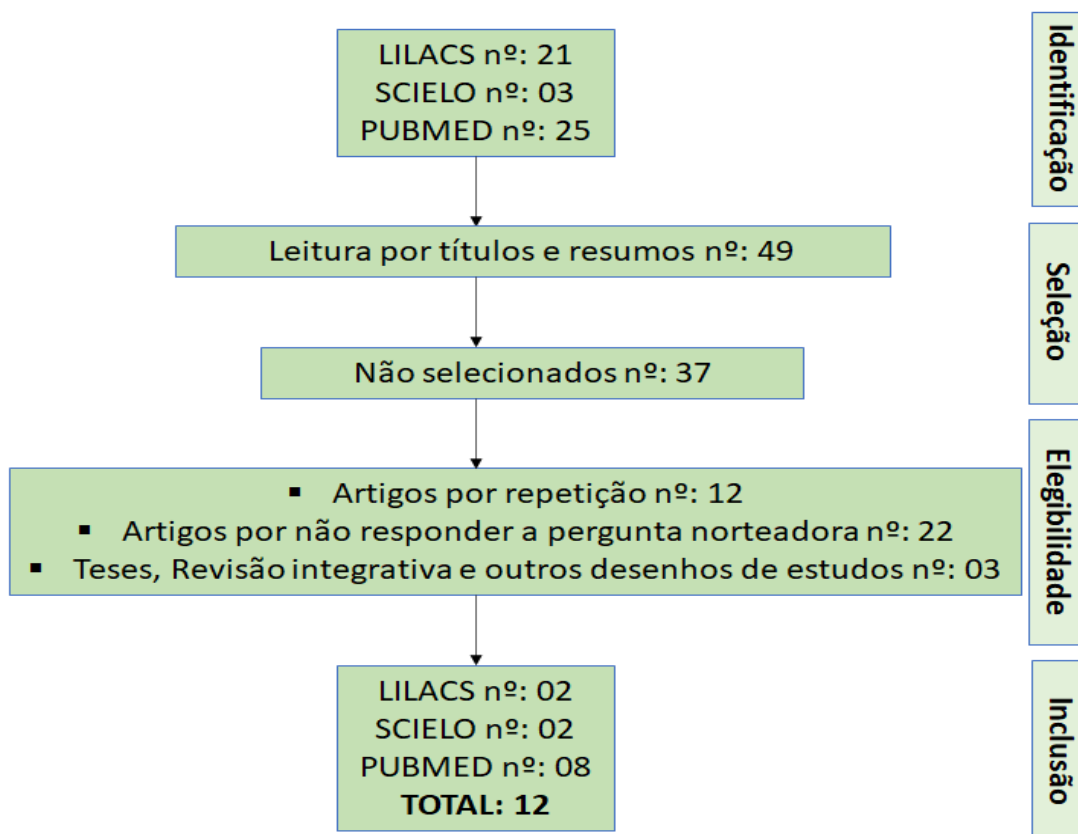 LILACS nº: 21
SCIELO nº: 03
PUBMED nº: 25
Identificação
Leitura por títulos e resumos nº: 49
Seleção
Não selecionados nº: 37
▪ Artigos por repetição nº: 12
▪ Artigos por não responder a pergunta norteadora nº: 22
▪ Teses, Revisão integrativa e outros desenhos de estudos nº: 03
Elegibilidade
LILACS nº: 02
SCIELO nº: 02
PUBMED nº: 08
TOTAL: 12
Inclusão